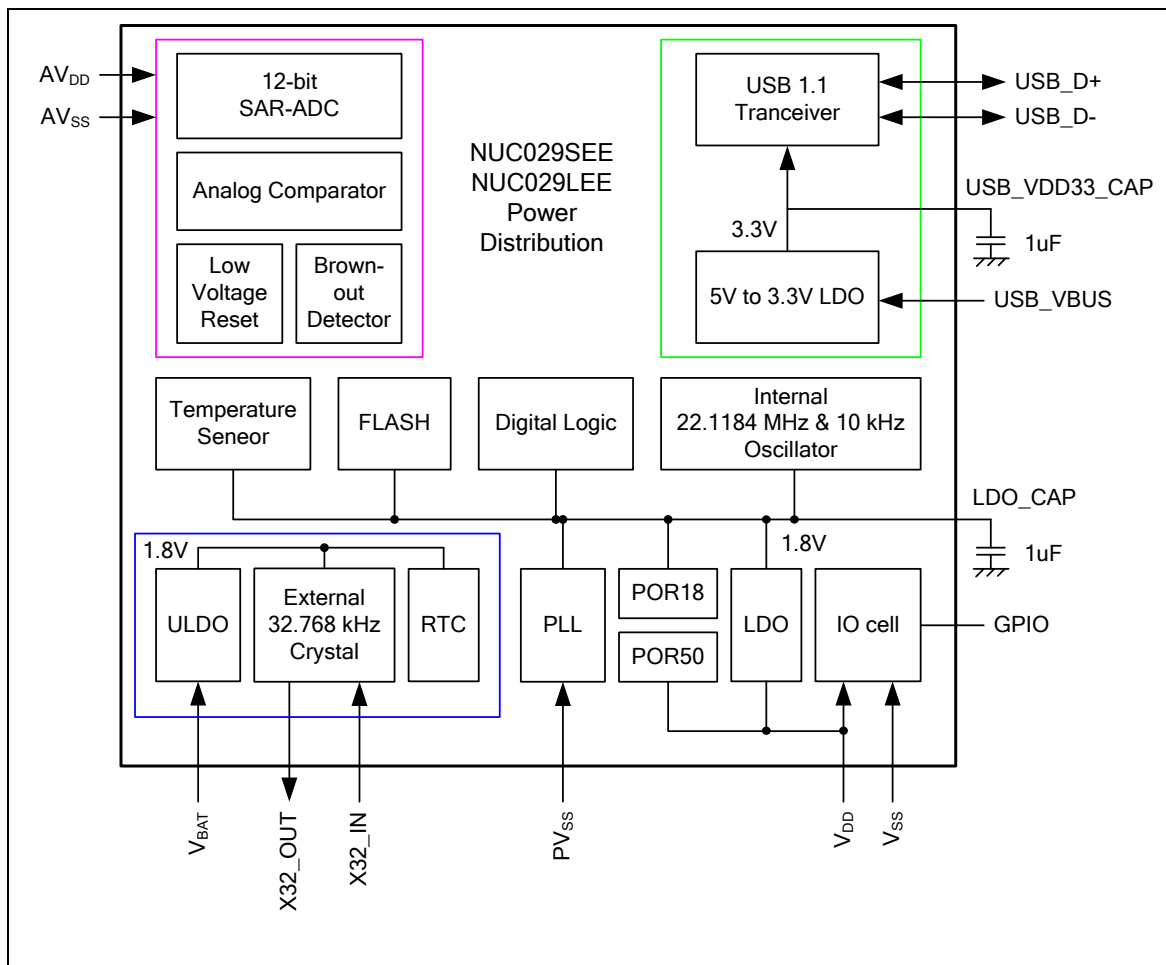 AVDD
AVSS
12-bit
SAR-ADC
Analog Comparator
Low
Voltage
Reset
Brown-
out
Detector
NUC029SEE
NUC029LEE
Power
Distribution
USB 1.1
Tranceiver
3.3V
5V to 3.3V LDO
USB_D+
USB_D-
USB_VDD33_CAP
1uF
USB_VBUS
Temperature
Seneor
FLASH
Digital Logic
Internal
22.1184 MHz & 10 kHz
Oscillator
LDO_CAP
1uF
1.8V
ULDO
External
32.768 kHz
Crystal
RTC
PLL
POR18
POR50
1.8V
LDO
IO cell
GPIO
VBAT
X32_OUT
X32_IN
PVSS
VDD
VSS